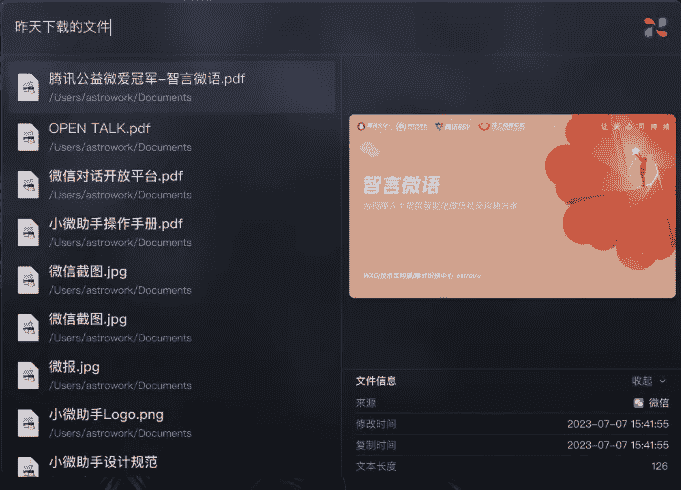 昨天下载的文件
腾讯公益微爱冠军-智言微语.pdf
/Users/astrowork/Documents
OPEN TALK.pdf
/Users/astrowork/Documents
微信对话开放平台.pdf
/Users/astrowork/Documents
小微助手操作手册.pdf
/Users/astrowork/Documents
微信截图.jpg
/Users/astrowork/Documents
微信截图.jpg
/Users/astrowork/Documents
微报.jpg
/Users/astrowork/Documents
小微助手Logo.png
/Users/astrowork/Documents
小微助手设计规范
智言微语
文件信息
收起
来源
微信
修改时间
2023-07-07 15:41:55
复制时间
2023-07-07 15:41:55
文本长度
126